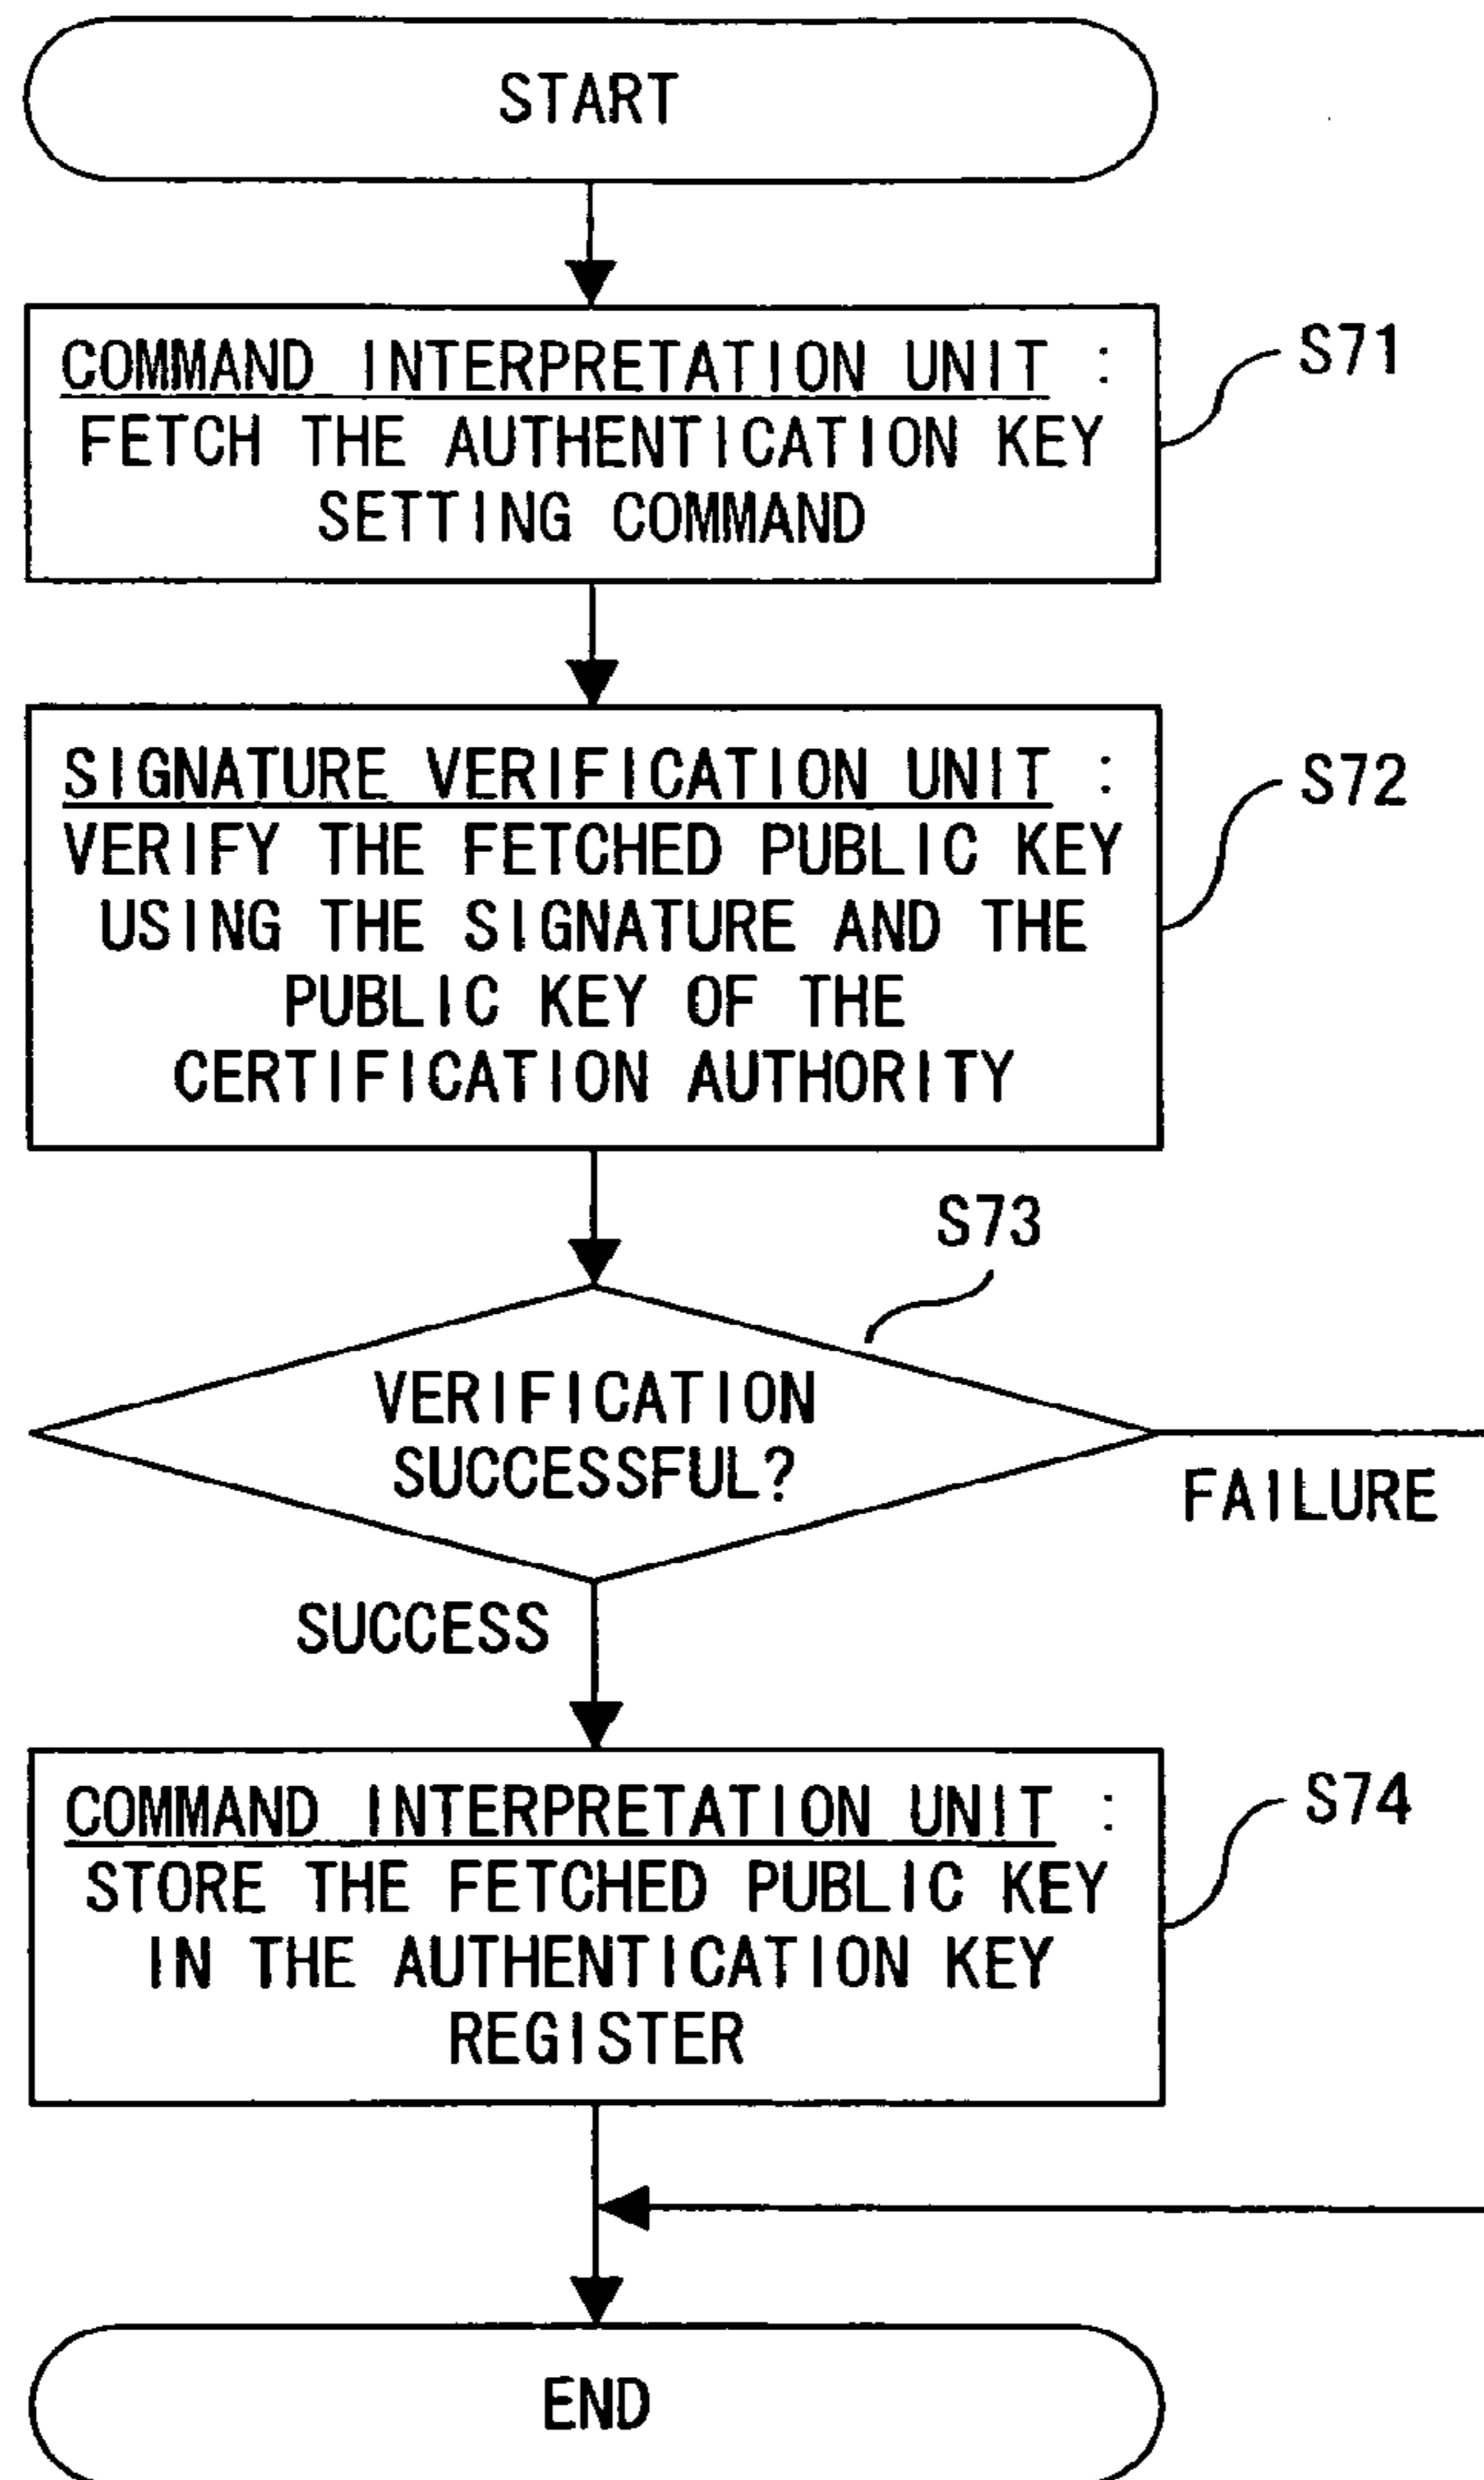 START
COMMAND INTERPRETATION UNIT :
FETCH THE AUTHENTICATION KEY
SETTING COMMAND
S71
SIGNATURE VERIFICATION UNIT :
VERIFY THE FETCHED PUBLIC KEY
USING THE SIGNATURE AND THE
PUBLIC KEY OF THE
CERTIFICATION AUTHORITY
S72
S73
VERIFICATION
SUCCESSFUL?
FAILURE
SUCCESS
COMMAND INTERPRETATION UNIT :
STORE THE FETCHED PUBLIC KEY
IN THE AUTHENTICATION KEY
REGISTER
S74
END